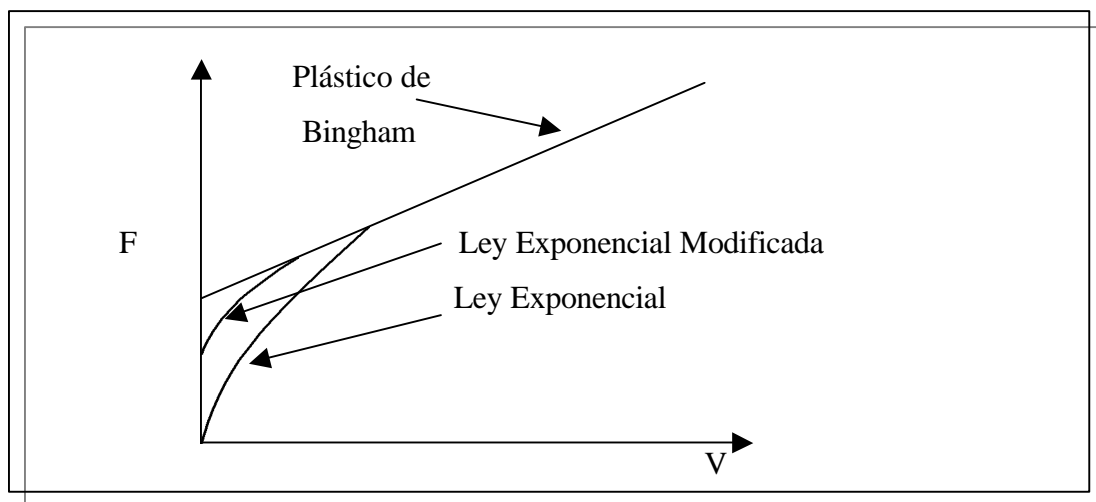 Plástico de
Bingham
F
Ley Exponencial Modificada
Ley Exponencial
V